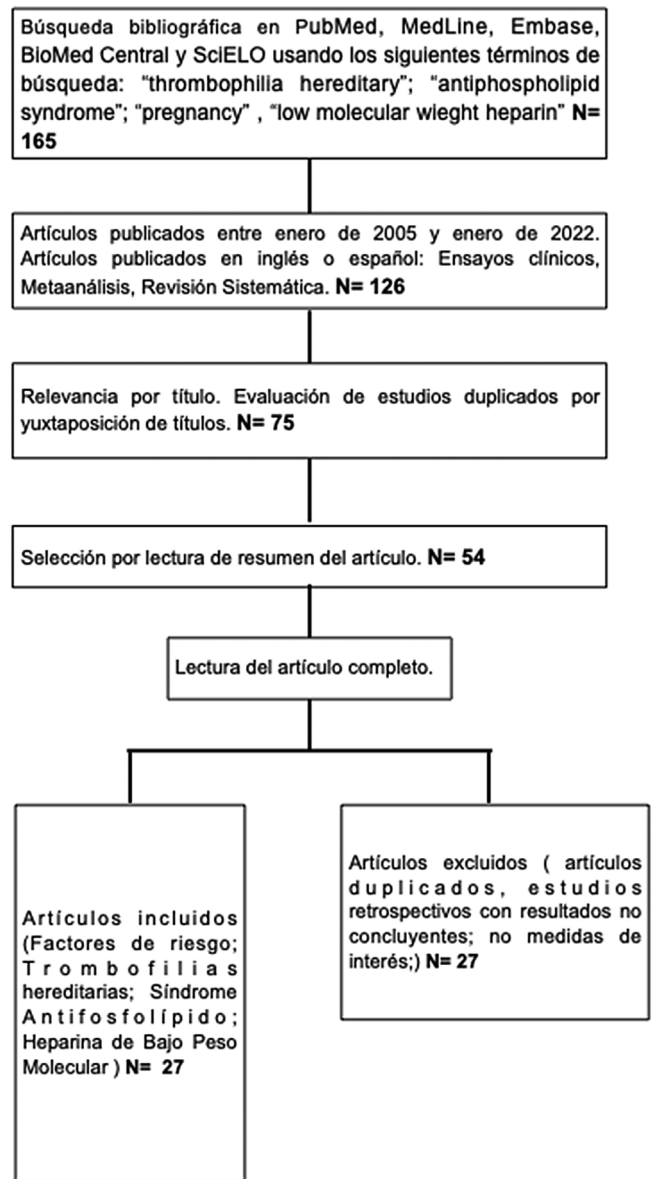 Búsqueda bibliográfica en PubMed, MedLine, Embase,
BioMed Central y SciELO usando los siguientes términos de
búsqueda: “thrombophilia hereditary”; “antiphospholipid
syndrome”; “pregnancy” , “low molecular wieght heparin” N=
165
Artículos publicados entre enero de 2005 y enero de 2022.
Artículos publicados en inglés o español: Ensayos clínicos,
Metaanálisis, Revisión Sistemática. N= 126
Relevancia por título. Evaluación de estudios duplicados por
yuxtaposición de títulos. N= 75
Selección por lectura de resumen del artículo. N= 54
Lectura del artículo completo.
Artículos incluidos
(Factores de riesgo;
Trombofilias
hereditarias; Síndrome
Antifosfolípido;
Heparina de Bajo Peso
Molecular ) N= 27
Artículos excluidos ( artículos
duplicados, estudios
retrospectivos con resultados no
concluyentes; no medidas de
interés;) N= 27